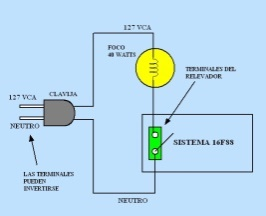 127 VCA
FOCO
40 WATTS
TERMINALES DEL
RELEVADOR
CLAVIJA
127 VCA
NEUTRO
SISTEMA 16F88
LAS TERMINALES
PUEDEN
INVERTIRSE
NEUTRO